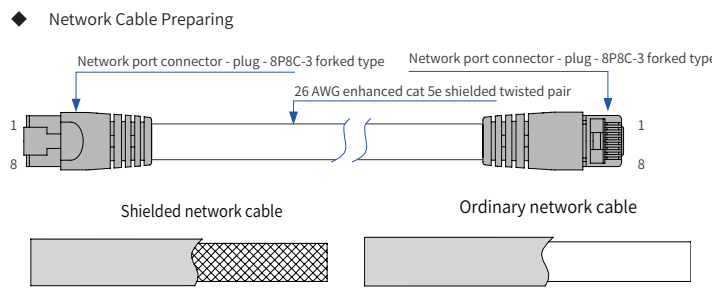 ◆ Network Cable Preparing
Network port connector - plug - 8P8C-3 forked type
Network port connector - plug - 8P8C-3 forked type
26 AWG enhanced cat 5e shielded twisted pair
1
1
8
8
Shielded network cable
Ordinary network cable